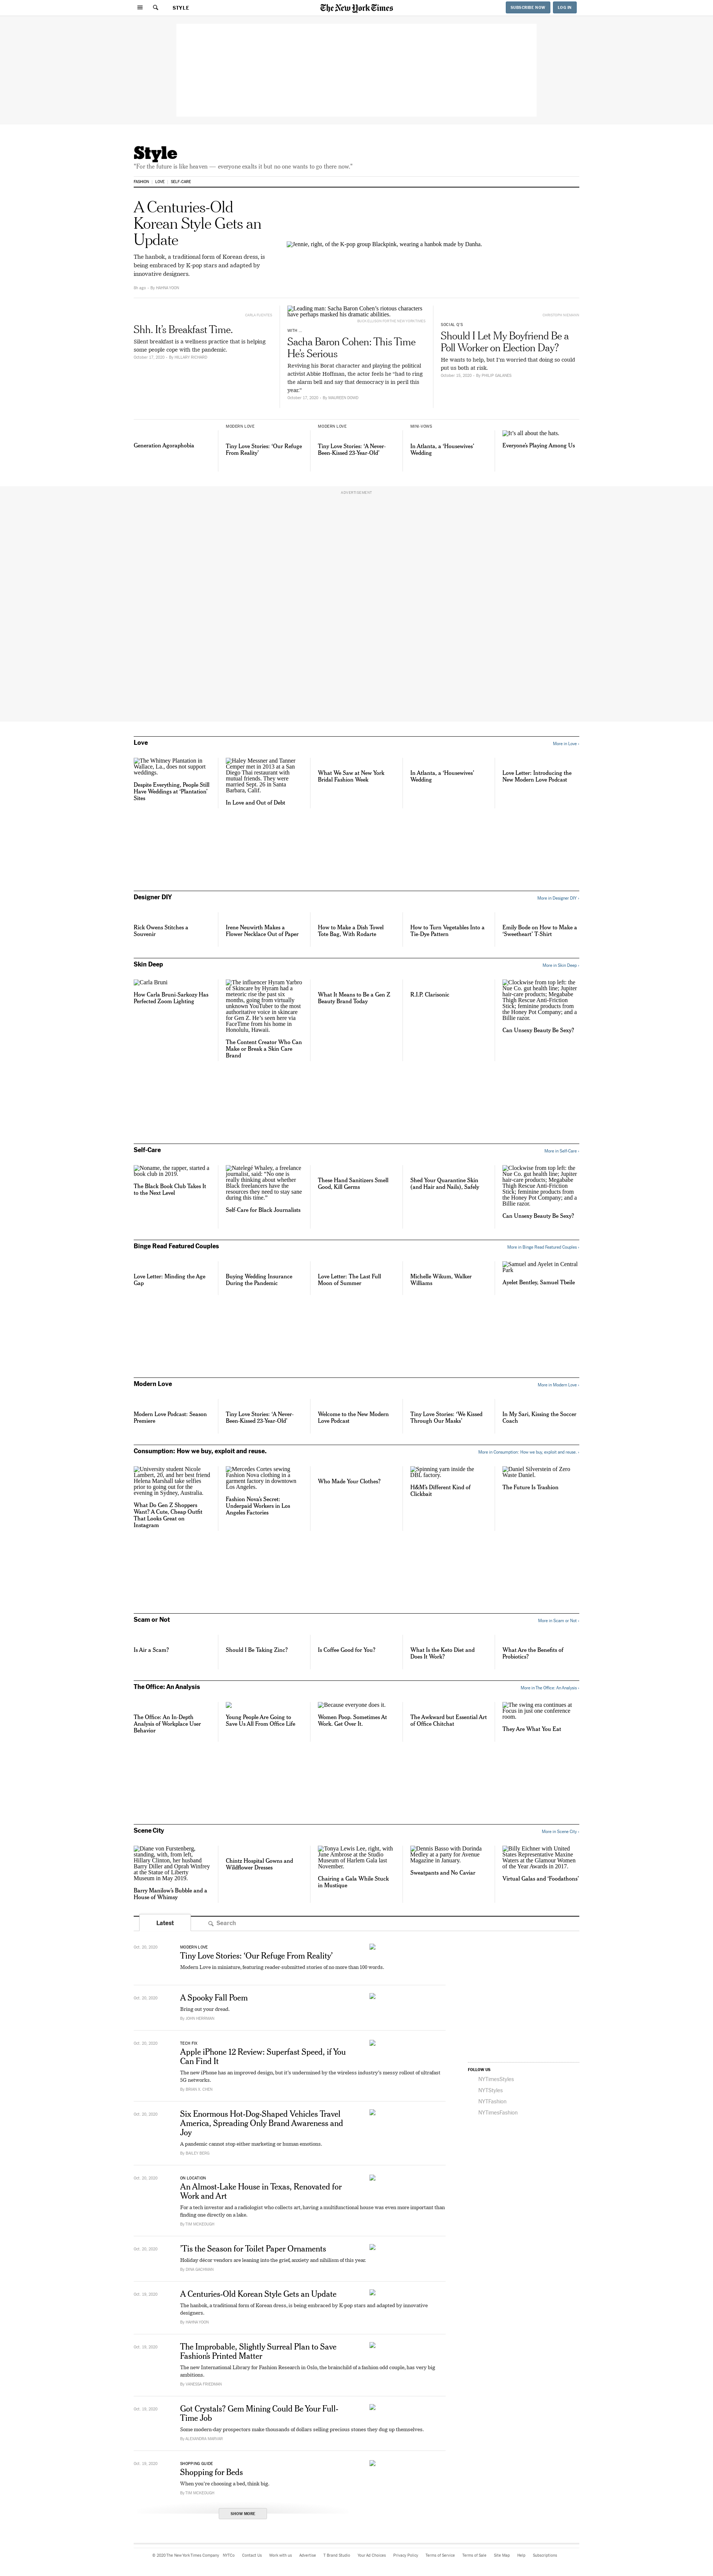 STYLE
The New York Times
SUBSCRIBE NOW
LOG IN
Style
"For the future is like heaven — everyone exalts it but no one wants to go there now."
FASHION
LOVE
SELF-CARE
A Centuries-Old
Korean Style Gets an
Update
The hanbok, a traditional form of Korean dress, is
being embraced by K-pop stars and adapted by
innovative designers.
By HAHNA YOON
Jennie, right, of the K-pop group Blackpink, wearing a hanbok made by Danha.
Shh. It's Breakfast Time.
Silent breakfast is a wellness practice that is helping
some people cope with the pandemic.
October 17, 2020 · By HILLARY RICHARD
Leading man: Sacha Baron Cohen's riotous characters
have perhaps masked his dramatic abilities.
WITH ...
Sacha Baron Cohen: This Time
He's Serious
Reviving his Borat character and playing the political
activist Abbie Hoffman, the actor feels he "had to ring
the alarm bell and say that democracy is in peril this
year."
October 17, 2020 · By MAUREEN DOWD
SOCIAL Q'S
Should I Let My Boyfriend Be a
Poll Worker on Election Day?
He wants to help, but I'm worried that doing so could
put us both at risk.
October 15, 2020 · By PHILIP GALANES
Generation Agoraphobia
MODERN LOVE
Tiny Love Stories: 'Our Refuge
From Reality'
MODERN LOVE
Tiny Love Stories: 'A Never-
Been-Kissed 23-Year-Old'
MINI-VOWS
In Atlanta, a 'Housewives'
Wedding
It's all about the hats.
Everyone's Playing Among Us
ADVERTISEMENT
Love
More in Love ›
The Whitney Plantation in
Wallace, La., does not support
weddings.
Despite Everything, People Still
Have Weddings at 'Plantation'
Sites
Haley Messner and Tanner
Cemper met in 2013 at a San
Diego Thai restaurant with
mutual friends. They were
married Sept. 26 in Santa
Barbara, Calif.
In Love and Out of Debt
What We Saw at New York
Bridal Fashion Week
In Atlanta, a 'Housewives'
Wedding
Love Letter: Introducing the
New Modern Love Podcast
Designer DIY
More in Designer DIY ›
Rick Owens Stitches a
Souvenir
Irene Neuwirth Makes a
Flower Necklace Out of Paper
How to Make a Dish Towel
Tote Bag, With Rodarte
How to Turn Vegetables Into a
Tie-Dye Pattern
Emily Bode on How to Make a
'Sweetheart' T-Shirt
Skin Deep
More in Skin Deep ›
Carla Bruni
How Carla Bruni-Sarkozy Has
Perfected Zoom Lighting
The influencer Hyram Yarbro
of Skincare by Hyram had a
meteoric rise the past six
months, going from virtually
unknown YouTuber to the most
authoritative voice in skincare
for Gen Z. He's seen here via
FaceTime from his home in
Honolulu, Hawaii.
The Content Creator Who Can
Make or Break a Skin Care
Brand
What It Means to Be a Gen Z
Beauty Brand Today
R.I.P. Clarisonic
Clockwise from top left: the
Nue Co. gut health line; Jupiter
hair-care products; Megababe
Thigh Rescue Anti-Friction
Stick; feminine products from
the Honey Pot Company; and a
Billie razor.
Can Unsexy Beauty Be Sexy?
Self-Care
More in Self-Care ›
Noname, the rapper, started a
book club in 2019.
The Black Book Club Takes It
to the Next Level
Natelegé Whaley, a freelance
journalist, said: "No one is
really thinking about whether
Black freelancers have the
resources they need to stay sane
during this time."
Self-Care for Black Journalists
These Hand Sanitizers Smell
Good, Kill Germs
Shed Your Quarantine Skin
(and Hair and Nails), Safely
Clockwise from top left: the
Nue Co. gut health line; Jupiter
hair-care products; Megababe
Thigh Rescue Anti-Friction
Stick; feminine products from
the Honey Pot Company; and a
Billie razor.
Can Unsexy Beauty Be Sexy?
Binge Read Featured Couples
More in Binge Read Featured Couples ›
Love Letter: Minding the Age
Gap
Buying Wedding Insurance
During the Pandemic
Love Letter: The Last Full
Moon of Summer
Michelle Wikum, Walker
Williams
Samuel and Ayelet in Central
Park
Ayelet Bentley, Samuel Tbeile
Modern Love
More in Modern Love ›
Modern Love Podcast: Season
Premiere
Tiny Love Stories: 'A Never-
Been-Kissed 23-Year-Old'
Welcome to the New Modern
Love Podcast
Tiny Love Stories: 'We Kissed
Through Our Masks'
In My Sari, Kissing the Soccer
Coach
Consumption: How we buy, exploit and reuse.
More in Consumption: How we buy, exploit and reuse. ›
University student Nicole
Lambert, 20, and her best friend
Helena Marshall take selfies
prior to going out for the
evening in Sydney, Australia.
What Do Gen Z Shoppers
Want? A Cute, Cheap Outfit
That Looks Great on
Instagram
Mercedes Cortes sewing
Fashion Nova clothing in a
garment factory in downtown
Los Angeles.
Fashion Nova's Secret:
Underpaid Workers in Los
Angeles Factories
Who Made Your Clothes?
Spinning yarn inside the
DBL factory.
H&M's Different Kind of
Clickbait
Daniel Silverstein of Zero
Waste Daniel.
The Future Is Trashion
Scam or Not
More in Scam or Not ›
Is Air a Scam?
Should I Be Taking Zinc?
Is Coffee Good for You?
What Is the Keto Diet and
Does It Work?
What Are the Benefits of
Probiotics?
The Office: An Analysis
More in The Office: An Analysis ›
The Office: An In-Depth
Analysis of Workplace User
Behavior
Young People Are Going to
Save Us All From Office Life
Because everyone does it.
Women Poop. Sometimes At
Work. Get Over It.
The Awkward but Essential Art
of Office Chitchat
The swing era continues at
Focus in just one conference
room.
They Are What You Eat
Scene City
More in Scene City ›
Diane von Furstenberg,
standing, with, from left,
Hillary Clinton, her husband
Barry Diller and Oprah Winfrey
at the Statue of Liberty
Museum in May 2019.
Barry Manilow's Bubble and a
House of Whimsy
Chintz Hospital Gowns and
Wildflower Dresses
Tonya Lewis Lee, right, with
June Ambrose at the Studio
Museum of Harlem Gala last
November.
Chairing a Gala While Stuck
in Mustique
Dennis Basso with Dorinda
Medley at a party for Avenue
Magazine in January.
Sweatpants and No Caviar
Billy Eichner with United
States Representative Maxine
Waters at the Glamour Women
of the Year Awards in 2017.
Virtual Galas and 'Foodathons'
Latest
Search
Oct. 20, 2020
MODERN LOVE
Tiny Love Stories: 'Our Refuge From Reality'
Modern Love in miniature, featuring reader-submitted stories of no more than 100 words.
Oct. 20, 2020
A Spooky Fall Poem
Bring out your dread.
By JOHN HERRMAN
Oct. 20, 2020
TECH FIX
Apple iPhone 12 Review: Superfast Speed, if You
Can Find It
The new iPhone has an improved design, but it's undermined by the wireless industry's messy rollout of ultrafast
5G networks.
By BRIAN X. CHEN
Oct. 20, 2020
Six Enormous Hot-Dog-Shaped Vehicles Travel
America, Spreading Only Brand Awareness and
Joy
A pandemic cannot stop either marketing or human emotions.
By BAILEY BERG
Oct. 20, 2020
ON LOCATION
An Almost-Lake House in Texas, Renovated for
Work and Art
For a tech investor and a radiologist who collects art, having a multifunctional house was even more important than
finding one directly on a lake.
By TIM MCKEOUGH
Oct. 20, 2020
'Tis the Season for Toilet Paper Ornaments
Holiday décor vendors are leaning into the grid, anxiety and nihilism of this year.
Oct. 19, 2020
A Centuries-Old Korean Style Gets an Update
The hanbok, a traditional form of Korean dress, is being embraced by K-pop stars and adapted by innovative
designers.
By HAHNA YOON
Oct. 19, 2020
The Improbable, Slightly Surreal Plan to Save
Fashion's Printed Matter
The new International Library for Fashion Research in Oslo, the brainchild of a fashion odd couple, has very big
ambitions.
By VANESSA FRIEDMAN
Oct. 19, 2020
Got Crystals? Gem Mining Could Be Your Full-
Time Job
Some modern-day prospectors make thousands of dollars selling precious stones they dug up themselves.
By ALEXANDRA MARVAR
Oct. 19, 2020
SHOPPING GUIDE
Shopping for Beds
When you're choosing a bed, think big.
By TIM MCKEOUGH
SHOW MORE
FOLLOW US
NYTimesStyles
NYTStyles
NYTFashion
NYTimesFashion
© 2020 The New York Times Company
NYTCo
Contact Us
Work with us
Advertise
T Brand Studio
Your Ad Choices
Privacy Policy
Terms of Service
Terms of Sale
Site Map
Help
Subscriptions